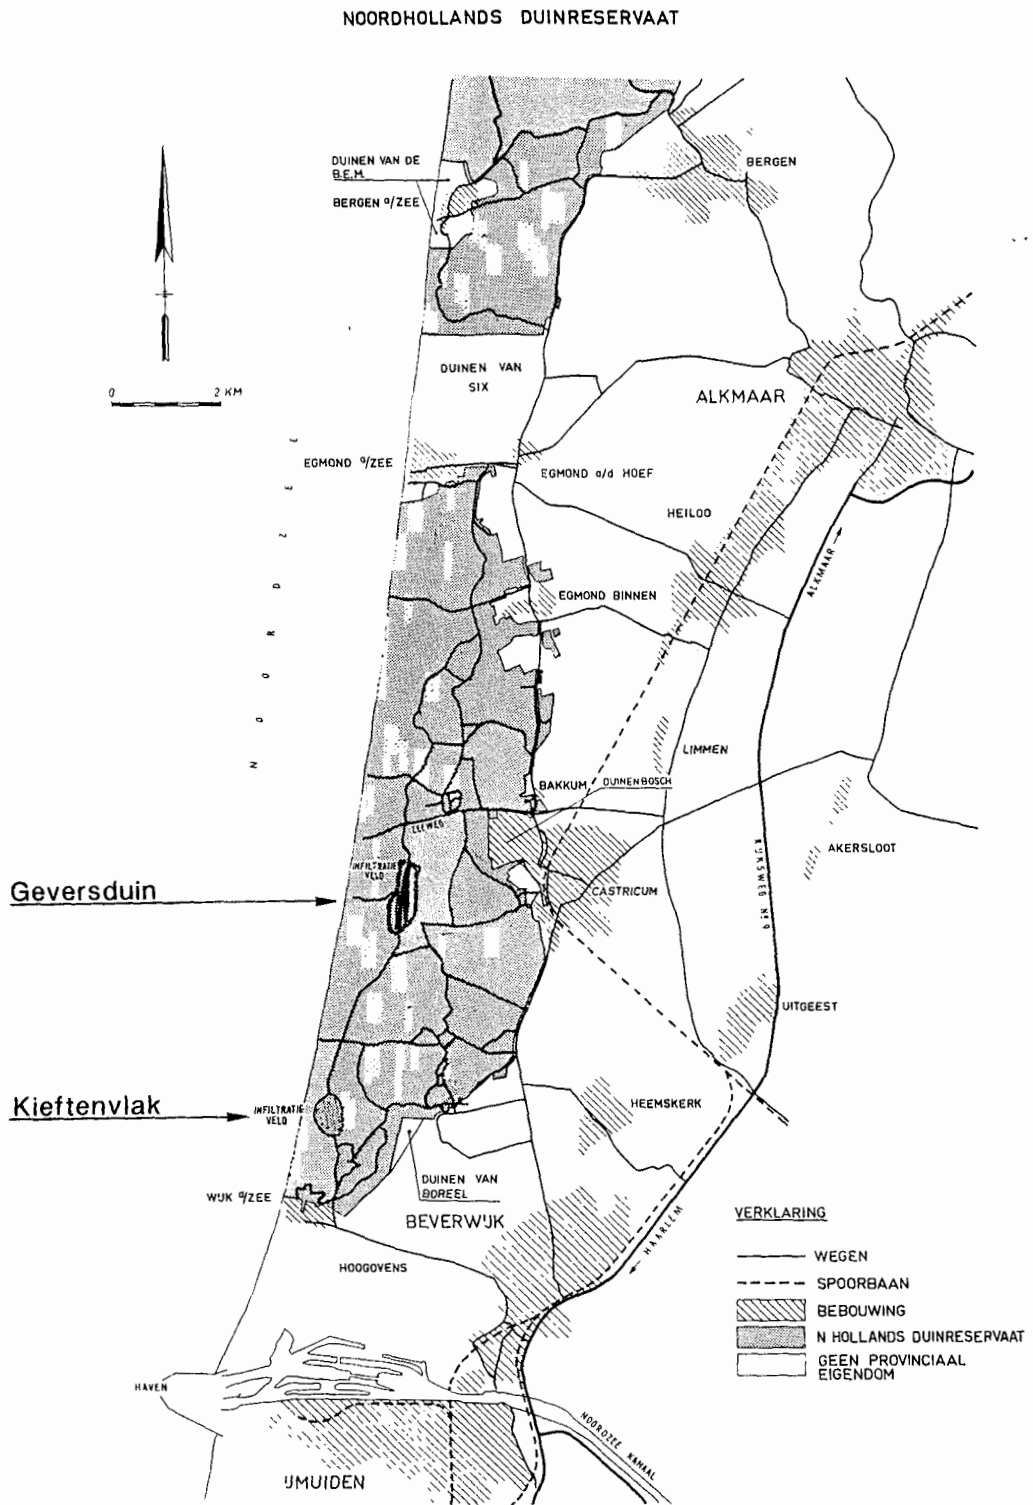 NOORDHOLLANDS DUINRESERVAAT
DUINEN VAN DE
B.E.M.
BERGEN a/ZEE
BERGEN
0 2 KM
DUINEN VAN
SIX
ALKMAAR
EGMOND a/ZEE
EGMOND a/d HOEF
HEILOO
ALKMAAR
NOORDZEE
EGMOND BINNEN
LIMMEN
BAKKUM
DUINENBOSCH
ZEEWEG
AKERSLOOT
RIJKSWEG Nº 9
INFILTRATIE
VELD
Geversduin
CASTRICUM
UITGEEST
Kieftenvlak
INFILTRATIE
VELD
HEEMSKERK
DUINEN VAN
BOREEL
WIJK a/ZEE
BEVERWIJK
HAARLEM
HOOGOVENS
VERKLARING
WEGEN
SPOORBAAN
BEBOUWING
N HOLLANDS DUINRESERVAAT
GEEN PROVINCIAAL
EIGENDOM
HAVEN
NOORDZEE KANAAL
IJMUIDEN